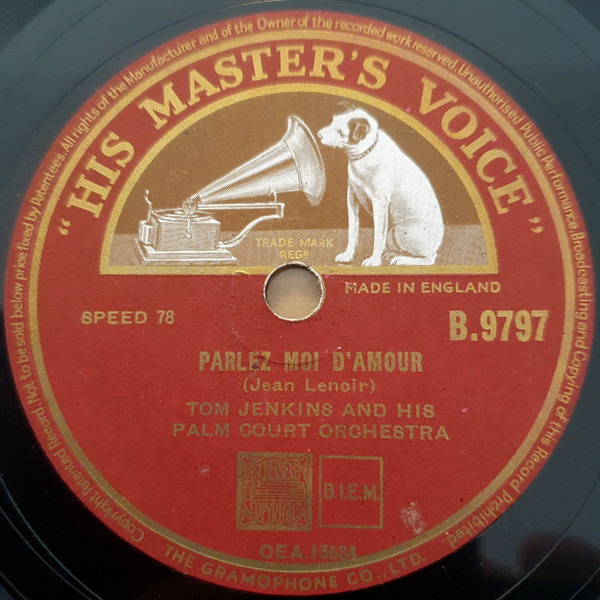 Copyright Patented Record. Not to be sold below price fixed by Patentees. All rights of the Manufacturer and of the Owner of the recorded work reserved. Unauthorised Public Performance, Broadcasting and Copying of this Record Prohibited.
"HIS MASTER'S VOICE"
TRADE MARK
REGD
MADE IN ENGLAND
SPEED 78
B.9797
PARLEZ MOI D'AMOUR
(Jean Lenoir)
TOM JENKINS AND HIS
PALM COURT ORCHESTRA
B.I.E.M.
OEA.13684
THE GRAMOPHONE CO., LTD.